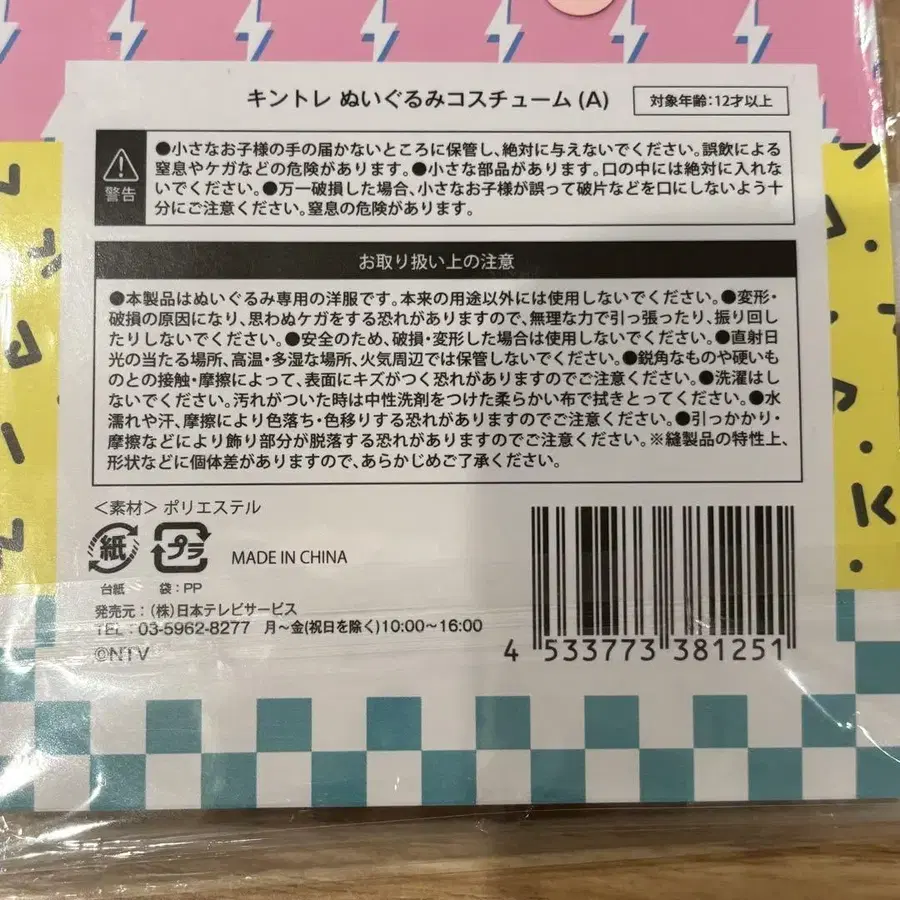 キントレ ぬいぐるみコスチューム (A)
対象年齢：12才以上
警告
●小さなお子様の手の届かないところに保管し、絶対に与えないでください。誤飲による
窒息やケガなどの危険があります。●小さな部品があります。口の中には絶対に入れな
いでください。●万一破損した場合、小さなお子様が誤って破片などを口にしないよう十
分にご注意ください。窒息の危険があります。
お取り扱い上の注意
●本製品はぬいぐるみ専用の洋服です。本来の用途以外には使用しないでください。●変形・
破損の原因になり、思わぬケガをする恐れがありますので、無理な力で引っ張ったり、振り回し
たりしないでください。●安全のため、破損・変形した場合は使用しないでください。●直射日
光の当たる場所、高温・多湿な場所、火気周辺では保管しないでください。●鋭角なものや硬いも
のとの接触・摩擦によって、表面にキズがつく恐れがありますのでご注意ください。●洗濯はし
ないでください。汚れがついた時は中性洗剤をつけた柔らかい布で拭きとってください。●水
濡れや汗、摩擦により色落ち・色移りする恐れがありますのでご注意ください。●引っかかり・
摩擦などにより飾り部分が脱落する恐れがありますのでご注意ください。※縫製品の特性上、
形状などに個体差がありますので、あらかじめご了承ください。
＜素材＞ ポリエステル
紙 プラ MADE IN CHINA
台紙 袋：PP
発売元：（株）日本テレビサービス
TEL：03-5962-8277 月〜金(祝日を除く)10:00〜16:00
©NTV
4 533773 381251